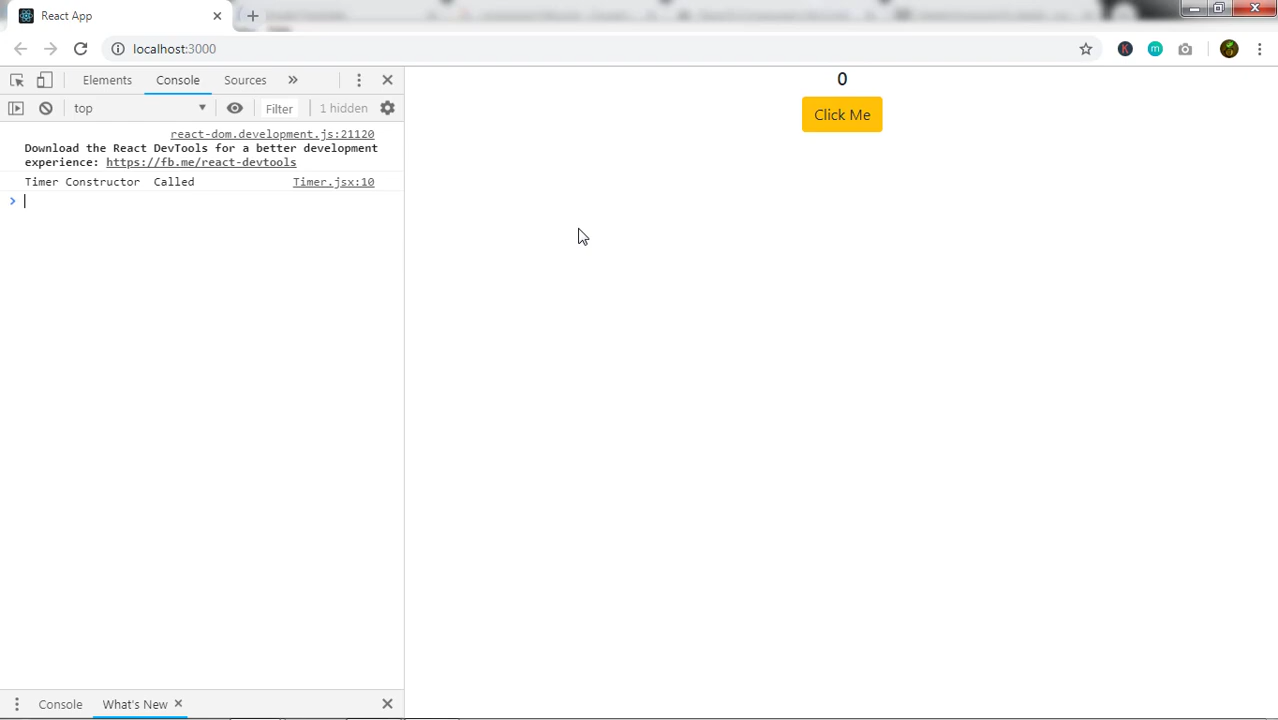 React App
localhost:3000
K
m
Elements
Console
Sources
top
Filter
1 hidden
react-dom.development.js:21120
Download the React DevTools for a better development
experience: https://fb.me/react-devtools
Timer Constructor  Called
Timer.jsx:10
0
Click Me
Console
What's New